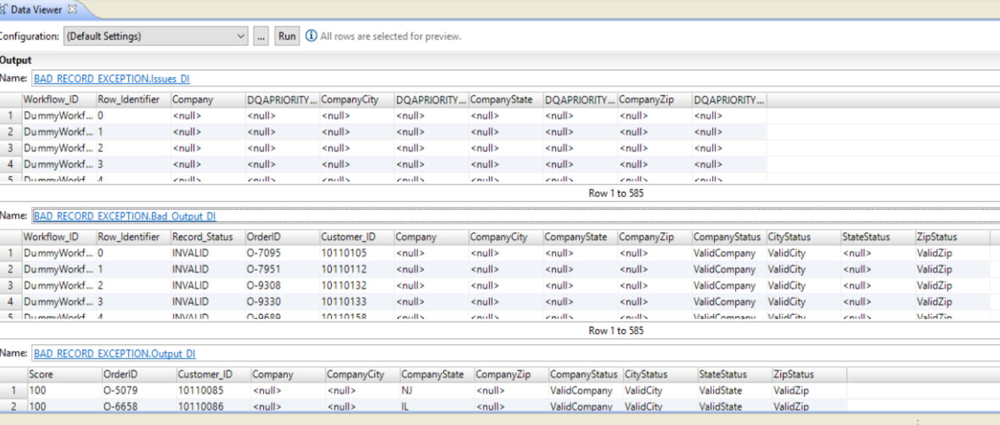 Data Viewer
Configuration: (Default Settings) ... Run All rows are selected for preview.
Output
Name: BAD_RECORD_EXCEPTION.Issues_DI
Workflow_ID Row_Identifier Company DQAPRIORITY... CompanyCity DQAPRIORITY... CompanyState DQAPRIORITY... CompanyZip DQAPRIORITY...
1 DummyWorkf... 0 <null> <null> <null> <null> <null> <null> <null> <null>
2 DummyWorkf... 1 <null> <null> <null> <null> <null> <null> <null> <null>
3 DummyWorkf... 2 <null> <null> <null> <null> <null> <null> <null> <null>
4 DummyWorkf... 3 <null> <null> <null> <null> <null> <null> <null> <null>
5 DummyWorkf... 4 <null> <null> <null> <null> <null> <null> <null> <null>
Row 1 to 585
Name: BAD_RECORD_EXCEPTION.Bad_Output_DI
Workflow_ID Row_Identifier Record_Status OrderID Customer_ID Company CompanyCity CompanyState CompanyZip CompanyStatus CityStatus StateStatus ZipStatus
1 DummyWorkf... 0 INVALID O-7095 10110105 <null> <null> <null> <null> ValidCompany ValidCity <null> ValidZip
2 DummyWorkf... 1 INVALID O-7951 10110112 <null> <null> <null> <null> ValidCompany ValidCity <null> ValidZip
3 DummyWorkf... 2 INVALID O-9308 10110132 <null> <null> <null> <null> ValidCompany ValidCity <null> ValidZip
4 DummyWorkf... 3 INVALID O-9330 10110133 <null> <null> <null> <null> ValidCompany ValidCity <null> ValidZip
5 DummyWorkf... 4 INVALID O-9689 10110158 <null> <null> <null> <null> ValidCompany ValidCity <null> ValidZip
Row 1 to 585
Name: BAD_RECORD_EXCEPTION.Output_DI
Score OrderID Customer_ID Company CompanyCity CompanyState CompanyZip CompanyStatus CityStatus StateStatus ZipStatus
1 100 O-5079 10110085 <null> <null> NJ <null> ValidCompany ValidCity ValidState ValidZip
2 100 O-6658 10110086 <null> <null> IL <null> ValidCompany ValidCity ValidState ValidZip